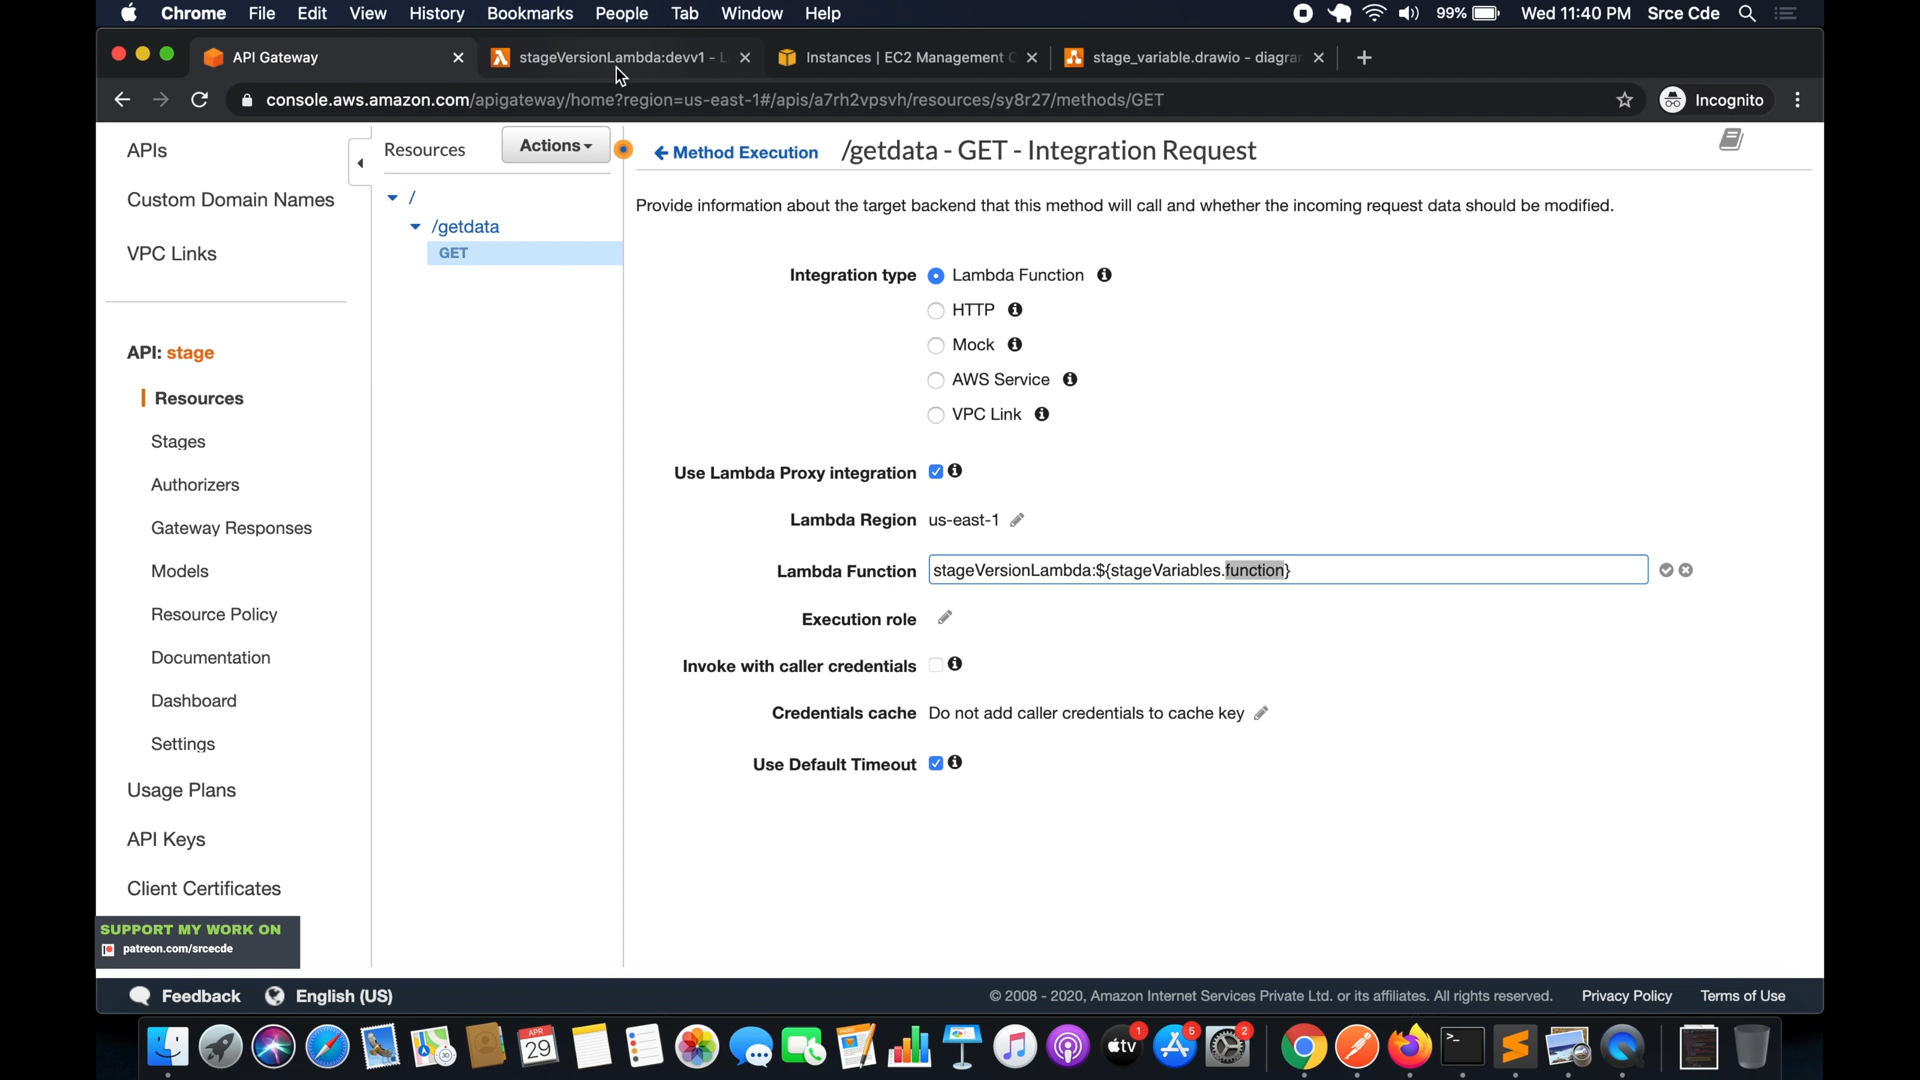 Chrome File Edit View History Bookmarks People Tab Window Help 99% Wed 11:40 PM Srce Cde
API Gateway stageVersionLambda:devv1 - L Instances | EC2 Management C stage_variable.drawio - diagra
console.aws.amazon.com/apigateway/home?region=us-east-1#/apis/a7rh2vpsvh/resources/sy8r27/methods/GET Incognito
APIs
Custom Domain Names
VPC Links
API: stage
Resources
Stages
Authorizers
Gateway Responses
Models
Resource Policy
Documentation
Dashboard
Settings
Usage Plans
API Keys
Client Certificates
SUPPORT MY WORK ON
patreon.com/srcecde
Resources Actions
/
/getdata
GET
Method Execution /getdata - GET - Integration Request
Provide information about the target backend that this method will call and whether the incoming request data should be modified.
Integration type Lambda Function
HTTP
Mock
AWS Service
VPC Link
Use Lambda Proxy integration
Lambda Region us-east-1
Lambda Function stageVersionLambda:${stageVariables.function}
Execution role
Invoke with caller credentials
Credentials cache Do not add caller credentials to cache key
Use Default Timeout
Feedback English (US) © 2008 - 2020, Amazon Internet Services Private Ltd. or its affiliates. All rights reserved. Privacy Policy Terms of Use
APR
29
tv
1
5
2